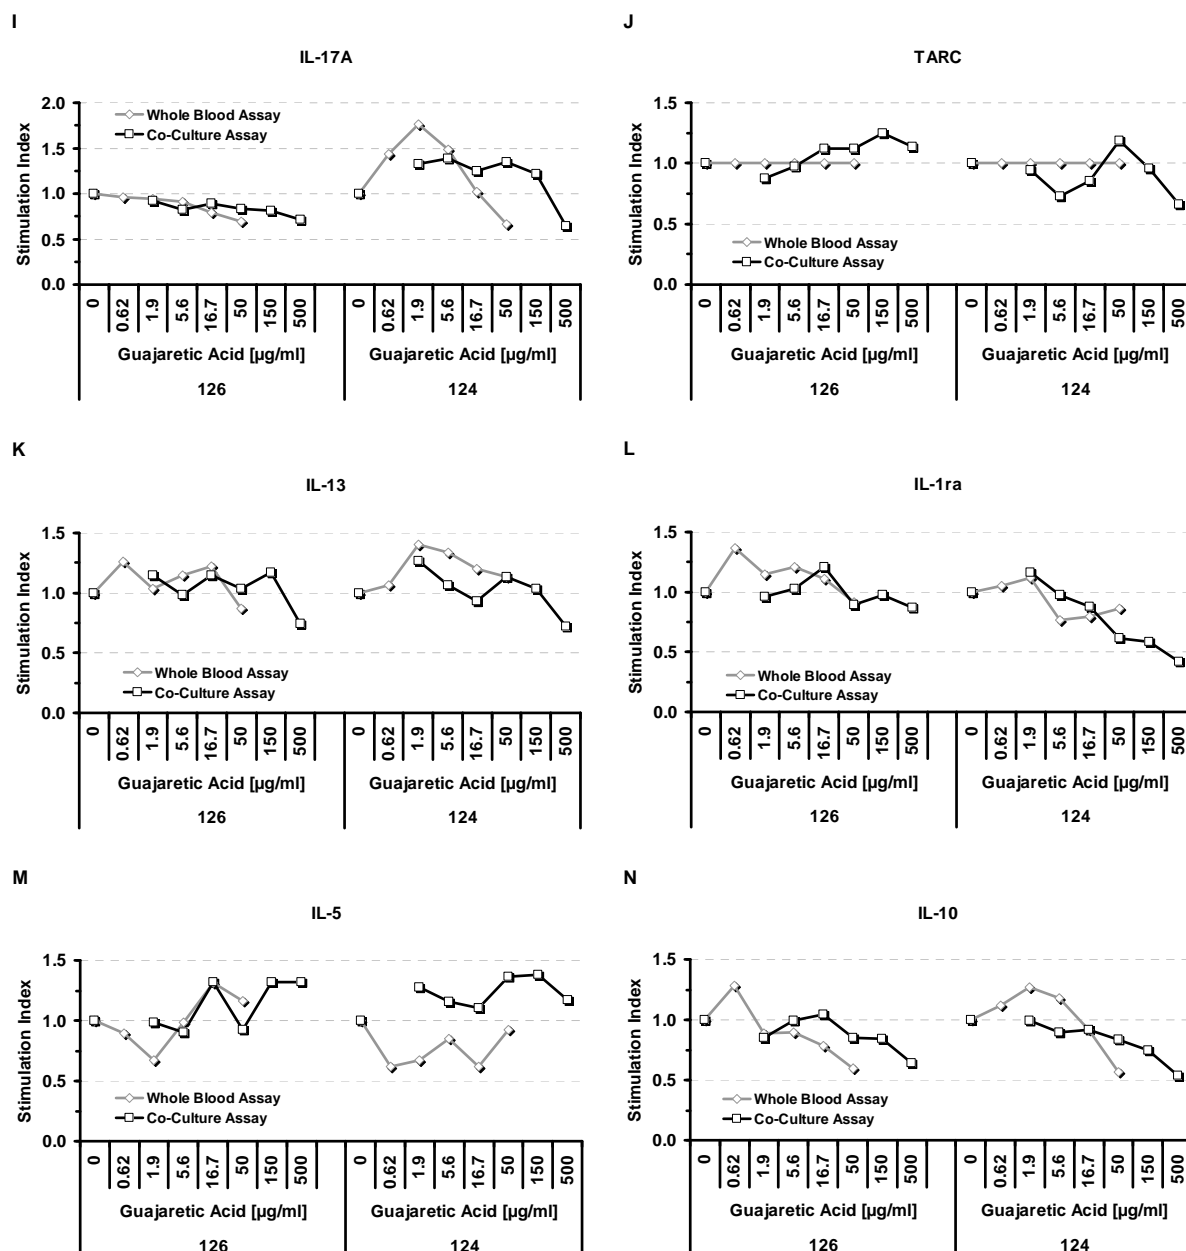 I
J
IL-17A
TARC
Stimulation Index
2.0
1.5
1.0
0.5
0.0
Whole Blood Assay
Co-Culture Assay
0 0.62 1.9 5.6 16.7 50 150 500 0 0.62 1.9 5.6 16.7 50 150 500
Guajaretic Acid [µg/ml] Guajaretic Acid [µg/ml]
126 124
Stimulation Index
1.5
1.0
0.5
0.0
Whole Blood Assay
Co-Culture Assay
0 0.62 1.9 5.6 16.7 50 150 500 0 0.62 1.9 5.6 16.7 50 150 500
Guajaretic Acid [µg/ml] Guajaretic Acid [µg/ml]
126 124
K
L
IL-13
IL-1ra
Stimulation Index
1.5
1.0
0.5
0.0
Whole Blood Assay
Co-Culture Assay
0 0.62 1.9 5.6 16.7 50 150 500 0 0.62 1.9 5.6 16.7 50 150 500
Guajaretic Acid [µg/ml] Guajaretic Acid [µg/ml]
126 124
Stimulation Index
1.5
1.0
0.5
0.0
Whole Blood Assay
Co-Culture Assay
0 0.62 1.9 5.6 16.7 50 150 500 0 0.62 1.9 5.6 16.7 50 150 500
Guajaretic Acid [µg/ml] Guajaretic Acid [µg/ml]
126 124
M
N
IL-5
IL-10
Stimulation Index
1.5
1.0
0.5
0.0
Whole Blood Assay
Co-Culture Assay
0 0.62 1.9 5.6 16.7 50 150 500 0 0.62 1.9 5.6 16.7 50 150 500
Guajaretic Acid [µg/ml] Guajaretic Acid [µg/ml]
126 124
Stimulation Index
1.5
1.0
0.5
0.0
Whole Blood Assay
Co-Culture Assay
0 0.62 1.9 5.6 16.7 50 150 500 0 0.62 1.9 5.6 16.7 50 150 500
Guajaretic Acid [µg/ml] Guajaretic Acid [µg/ml]
126 124